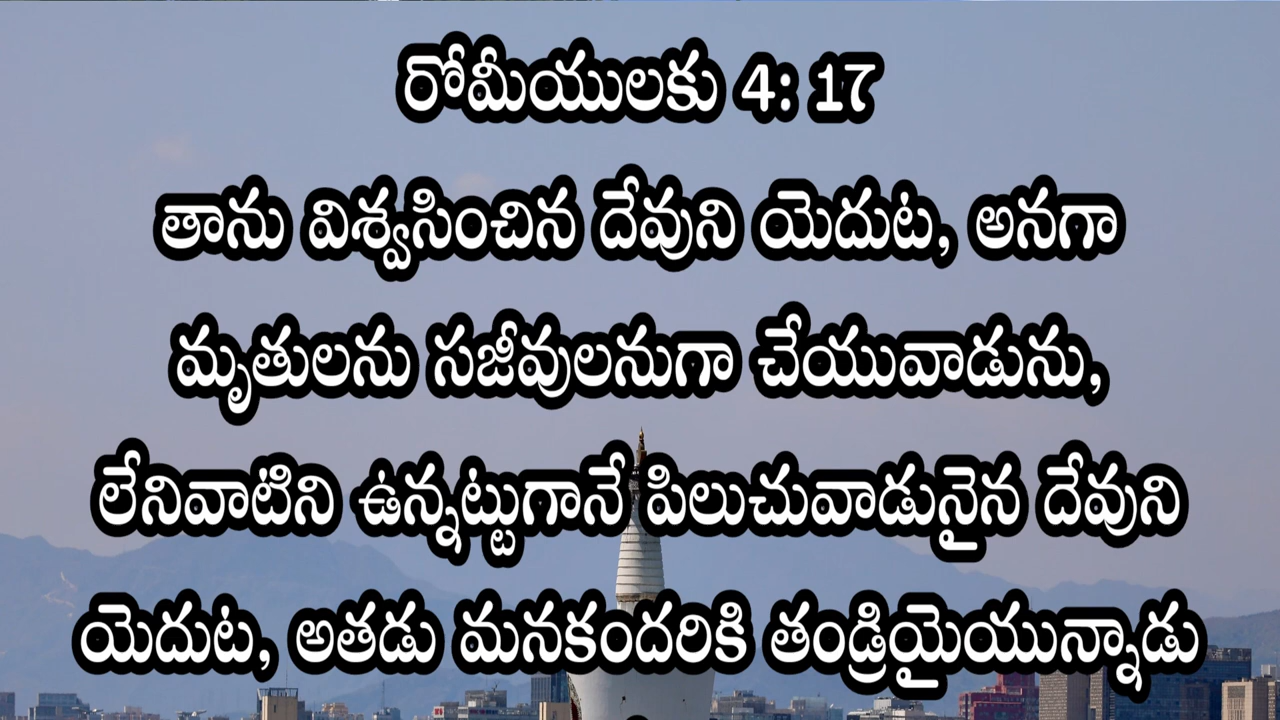 రోమీయులకు 4: 17
తాను విశ్వసించిన దేవుని యెదుట, అనగా
మృతులను సజీవులనుగా చేయువాడును,
లేనివాటిని ఉన్నట్టుగానే పిలుచువాడునైన దేవుని
యెదుట, అతడు మనకందరికి తండ్రియైయున్నాడు